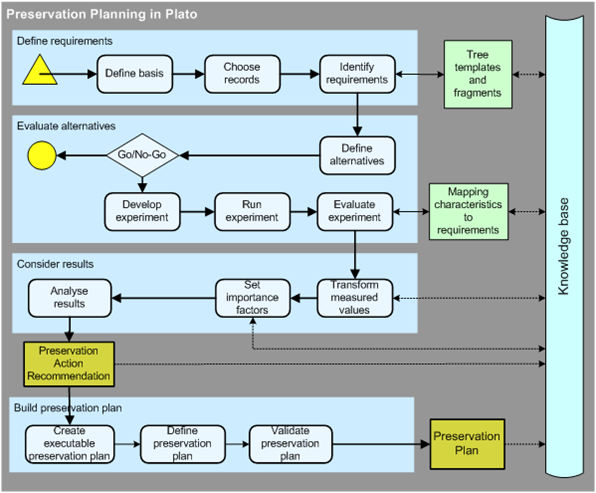 Preservation Planning in Plato
Define requirements
Define basis
Choose
records
Identify
requirements
Tree
templates
and
fragments
Evaluate alternatives
Go/No-Go
Define
alternatives
Develop
experiment
Run
experiment
Evaluate
experiment
Mapping
characteristics
to
requirements
Knowledge base
Consider results
Analyse
results
Set
importance
factors
Transform
measured
values
Preservation
Action
Recommendation
Build preservation plan
Create
executable
preservation plan
Define
preservation
plan
Validate
preservation
plan
Preservation
Plan